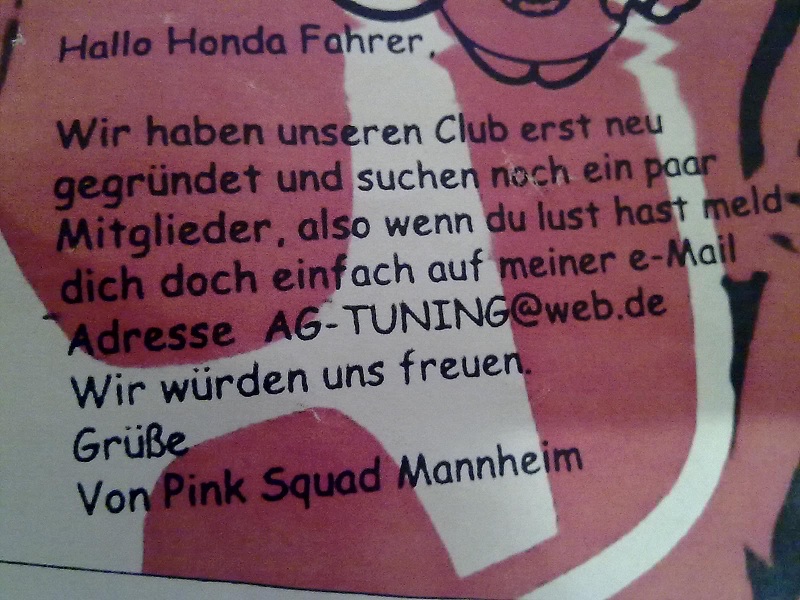 Hallo Honda Fahrer,
Wir haben unseren Club erst neu
gegründet und suchen noch ein paar
Mitglieder, also wenn du lust hast meld
dich doch einfach auf meiner e-Mail
Adresse AG-TUNING@web.de
Wir würden uns freuen.
Grüße
Von Pink Squad Mannheim